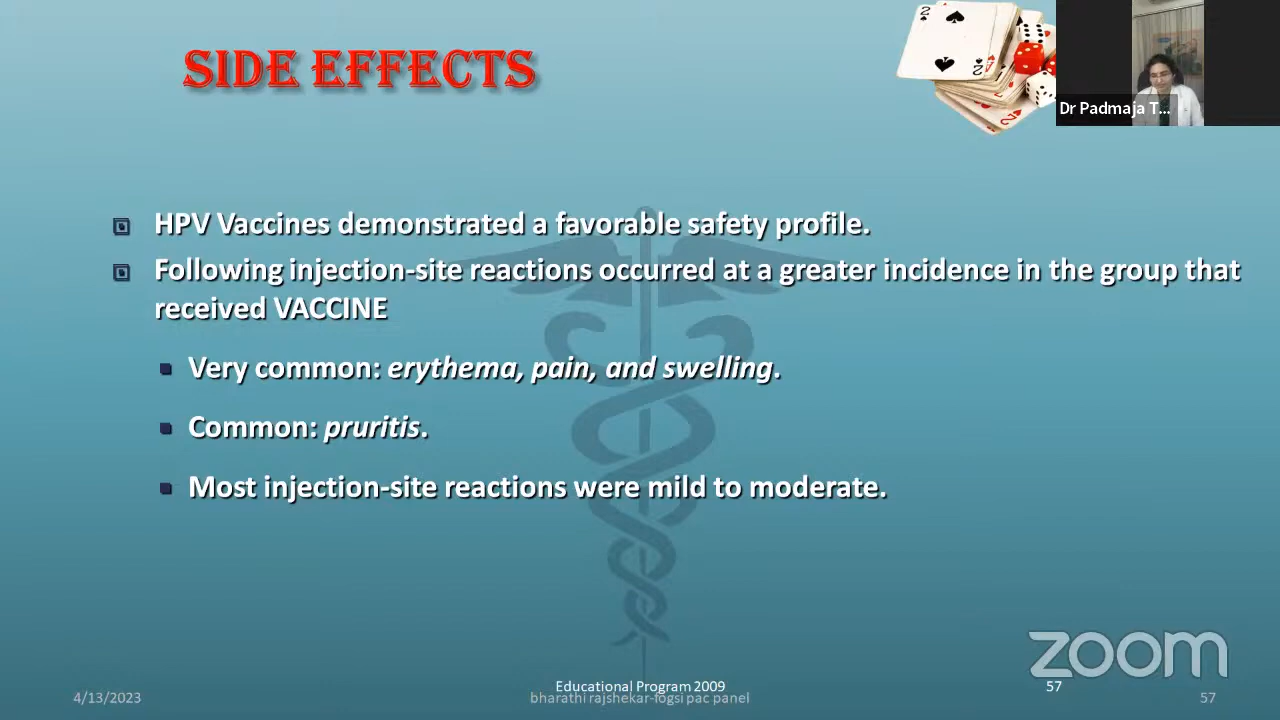 SIDE EFFECTS
Dr Padmaja T...
HPV Vaccines demonstrated a favorable safety profile.
Following injection-site reactions occurred at a greater incidence in the group that
received VACCINE
Very common: erythema, pain, and swelling.
Common: pruritis.
Most injection-site reactions were mild to moderate.
zoom
Educational Program 2009
57
4/13/2023
bharathi rajshekar-fogsi pac panel
57